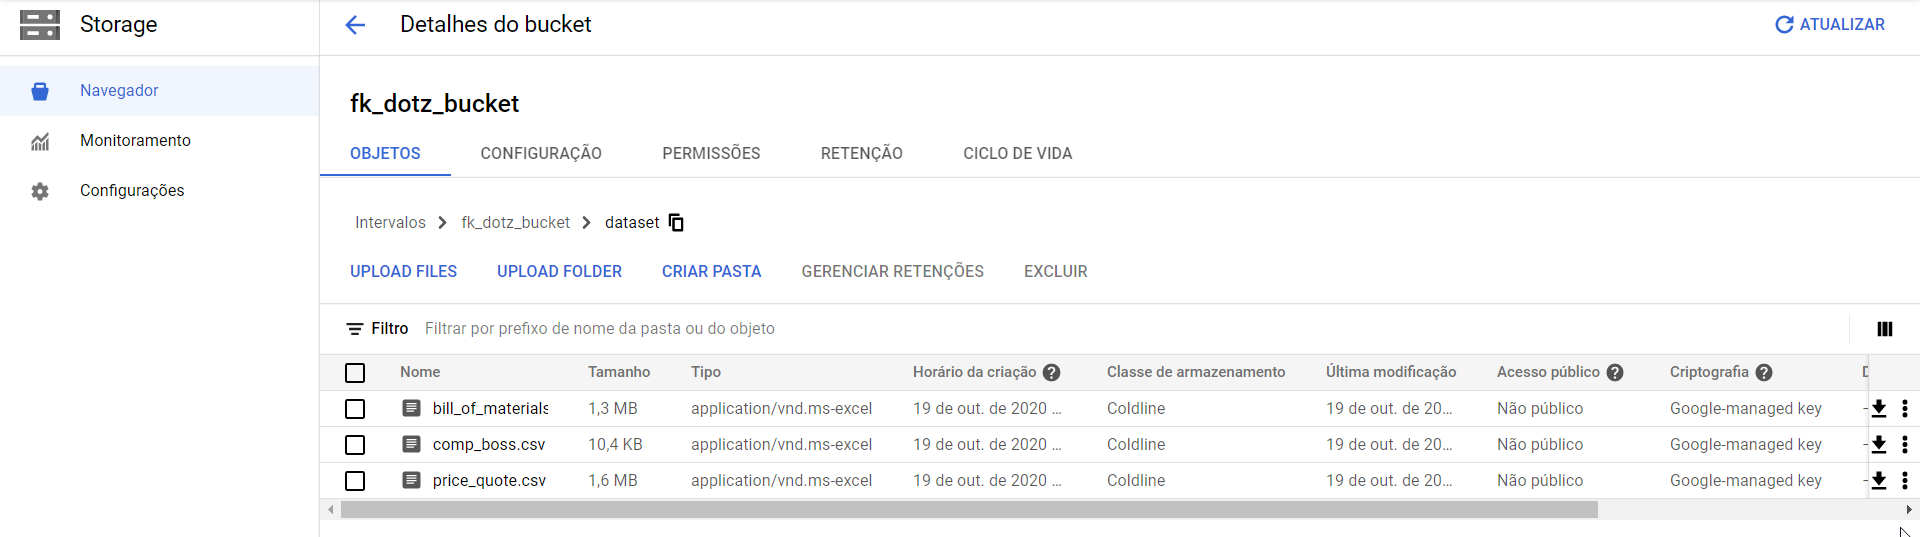 Storage
Detalhes do bucket
ATUALIZAR
Navegador
Monitoramento
Configurações
fk_dotz_bucket
OBJETOS CONFIGURAÇÃO PERMISSÕES RETENÇÃO CICLO DE VIDA
Intervalos fk_dotz_bucket dataset
UPLOAD FILES UPLOAD FOLDER CRIAR PASTA GERENCIAR RETENÇÕES EXCLUIR
Filtro Filtrar por prefixo de nome da pasta ou do objeto
Nome Tamanho Tipo Horário da criação Classe de armazenamento Última modificação Acesso público Criptografia
bill_of_materials 1,3 MB application/vnd.ms-excel 19 de out. de 2020 ... Coldline 19 de out. de 20... Não público Google-managed key
comp_boss.csv 10,4 KB application/vnd.ms-excel 19 de out. de 2020 ... Coldline 19 de out. de 20... Não público Google-managed key
price_quote.csv 1,6 MB application/vnd.ms-excel 19 de out. de 2020 ... Coldline 19 de out. de 20... Não público Google-managed key